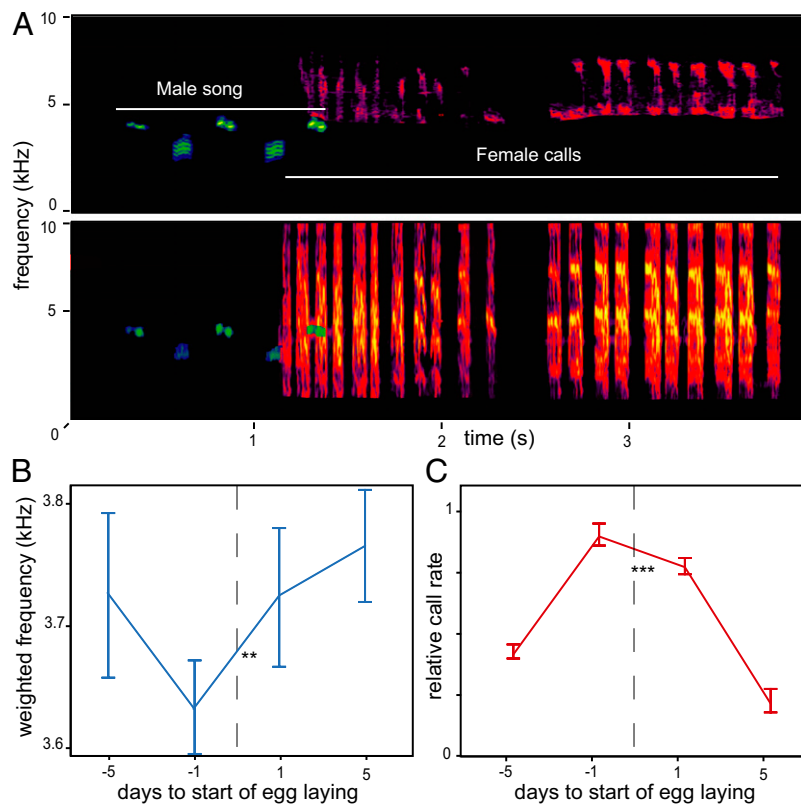 A
10
Male song
5
Female calls
0
frequency (kHz)
10
5
0
0
1
2
time (s)
3
B
3.8
weighted frequency (kHz)
3.7
**
3.6
-5
-1
1
5
days to start of egg laying
C
1
relative call rate
***
0
-5
-1
1
5
days to start of egg laying